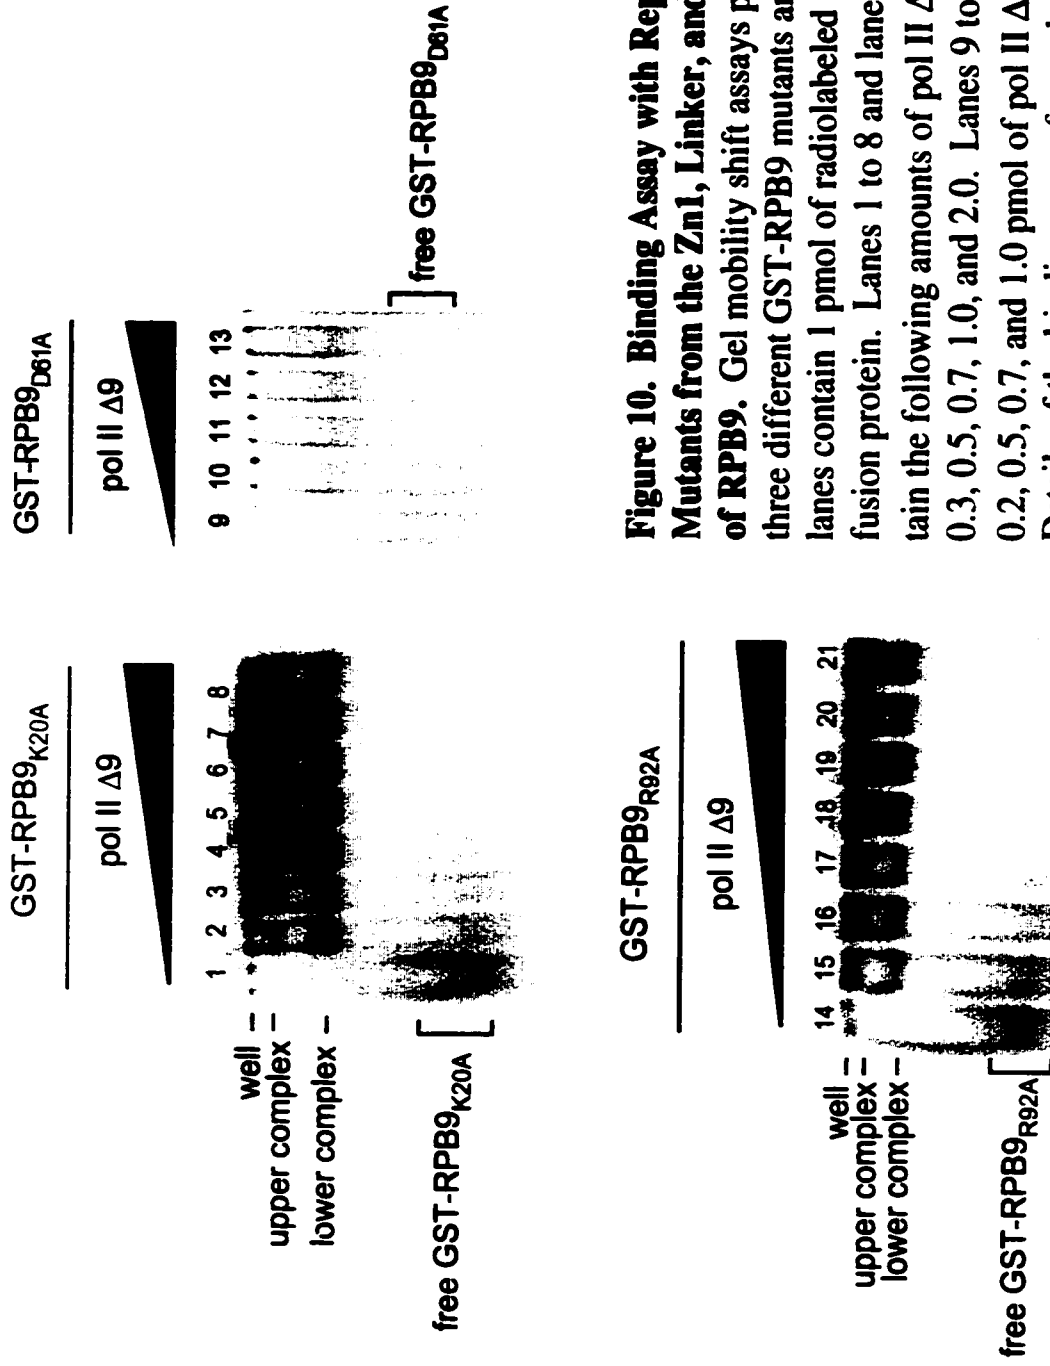 GST-RPB9K20A
pol II Δ9
1 2 3 4 5 6 7 8
well
upper complex
lower complex
free GST-RPB9K20A
GST-RPB9D61A
pol II Δ9
9 10 11 12 13
free GST-RPB9D61A
GST-RPB9R92A
pol II Δ9
14 15 16 17 18 19 20 21
well
upper complex
lower complex
free GST-RPB9R92A
Figure 10. Binding Assay with Rep
Mutants from the Zn1, Linker, and
of RPB9. Gel mobility shift assays p
three different GST-RPB9 mutants ar
lanes contain 1 pmol of radiolabeled
fusion protein. Lanes 1 to 8 and lane
tain the following amounts of pol II Δ
0.3, 0.5, 0.7, 1.0, and 2.0. Lanes 9 to
0.2, 0.5, 0.7, and 1.0 pmol of pol II Δ